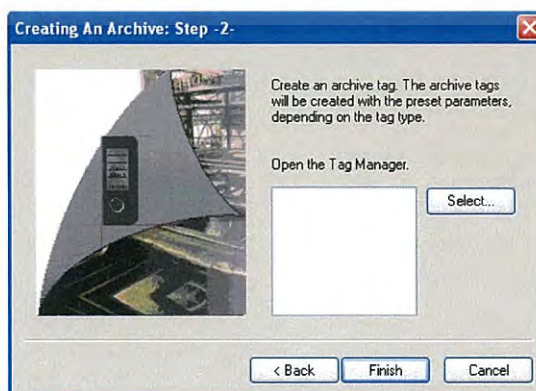 Creating An Archive: Step -2-
Create an archive tag. The archive tags
will be created with the preset parameters,
depending on the tag type.
Open the Tag Manager.
Select...
< Back
Finish
Cancel